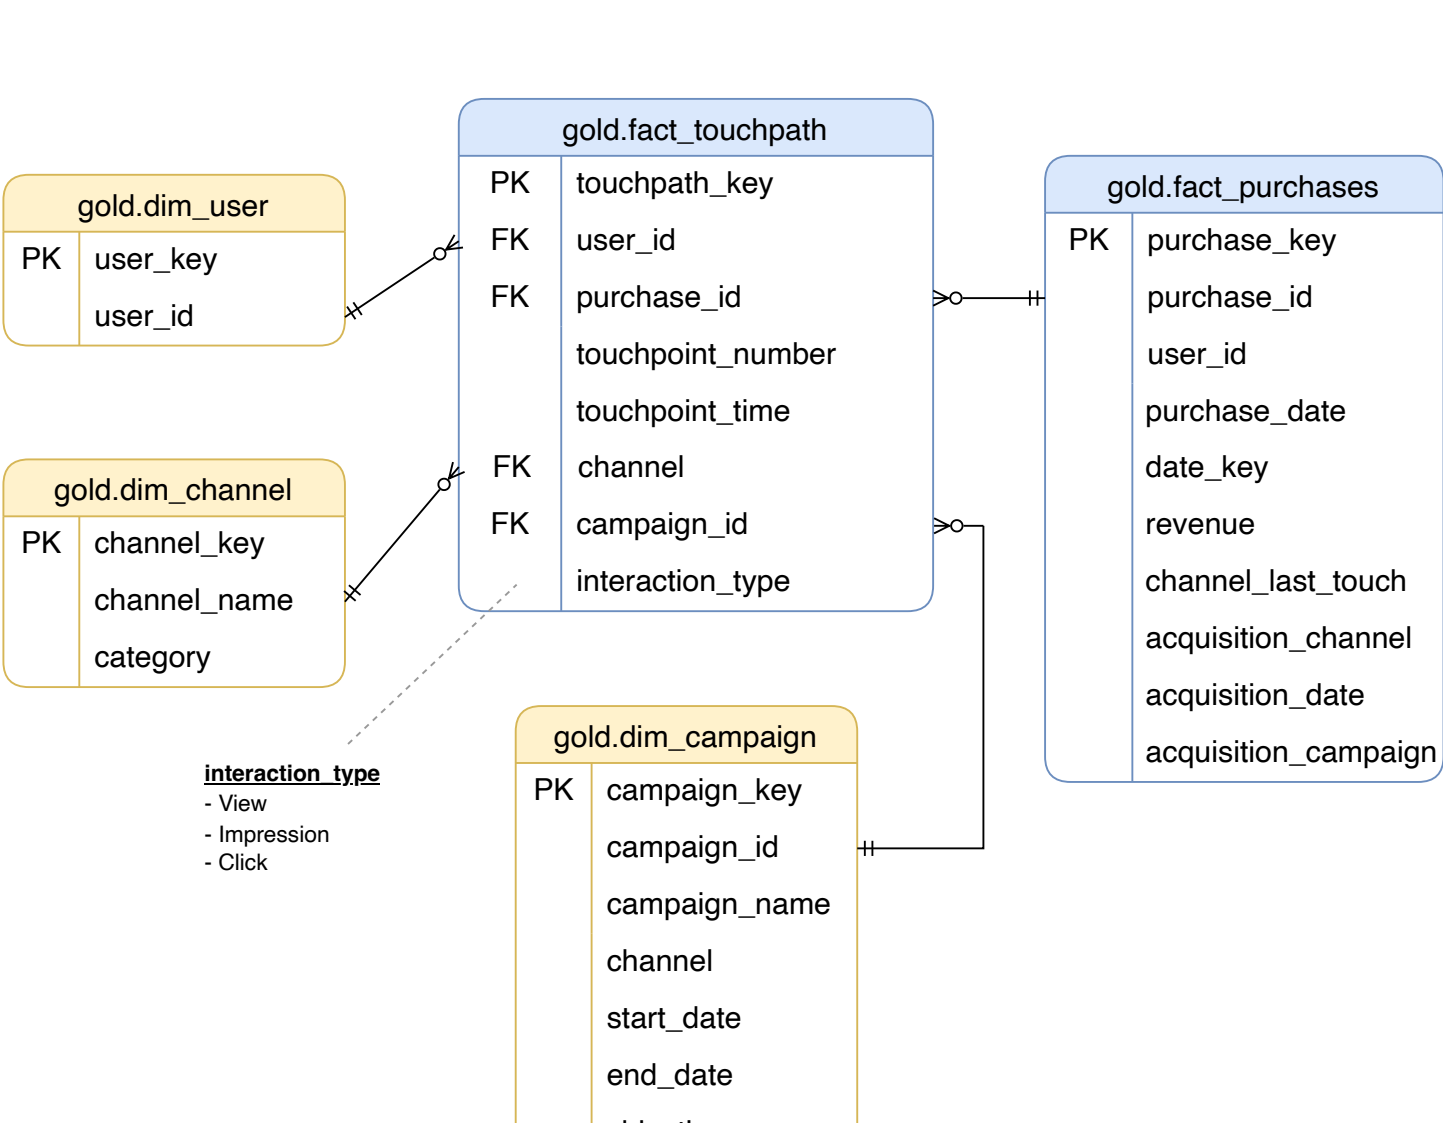 gold.fact_touchpath
PK touchpath_key
FK user_id
FK purchase_id
touchpoint_number
touchpoint_time
FK channel
FK campaign_id
interaction_type
gold.dim_user
PK user_key
user_id
gold.fact_purchases
PK purchase_key
purchase_id
user_id
purchase_date
date_key
revenue
channel_last_touch
acquisition_channel
acquisition_date
acquisition_campaign
gold.dim_channel
PK channel_key
channel_name
category
interaction_type
- View
- Impression
- Click
gold.dim_campaign
PK campaign_key
campaign_id
campaign_name
channel
start_date
end_date